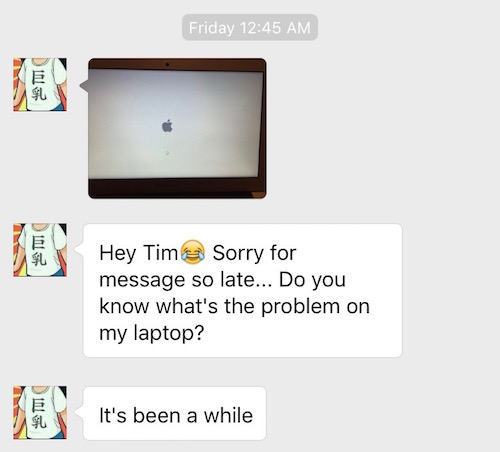 Friday 12:45 AM
巨
乳
巨
乳
Hey Tim😂 Sorry for
message so late... Do you
know what's the problem on
my laptop?
巨
乳
It's been a while